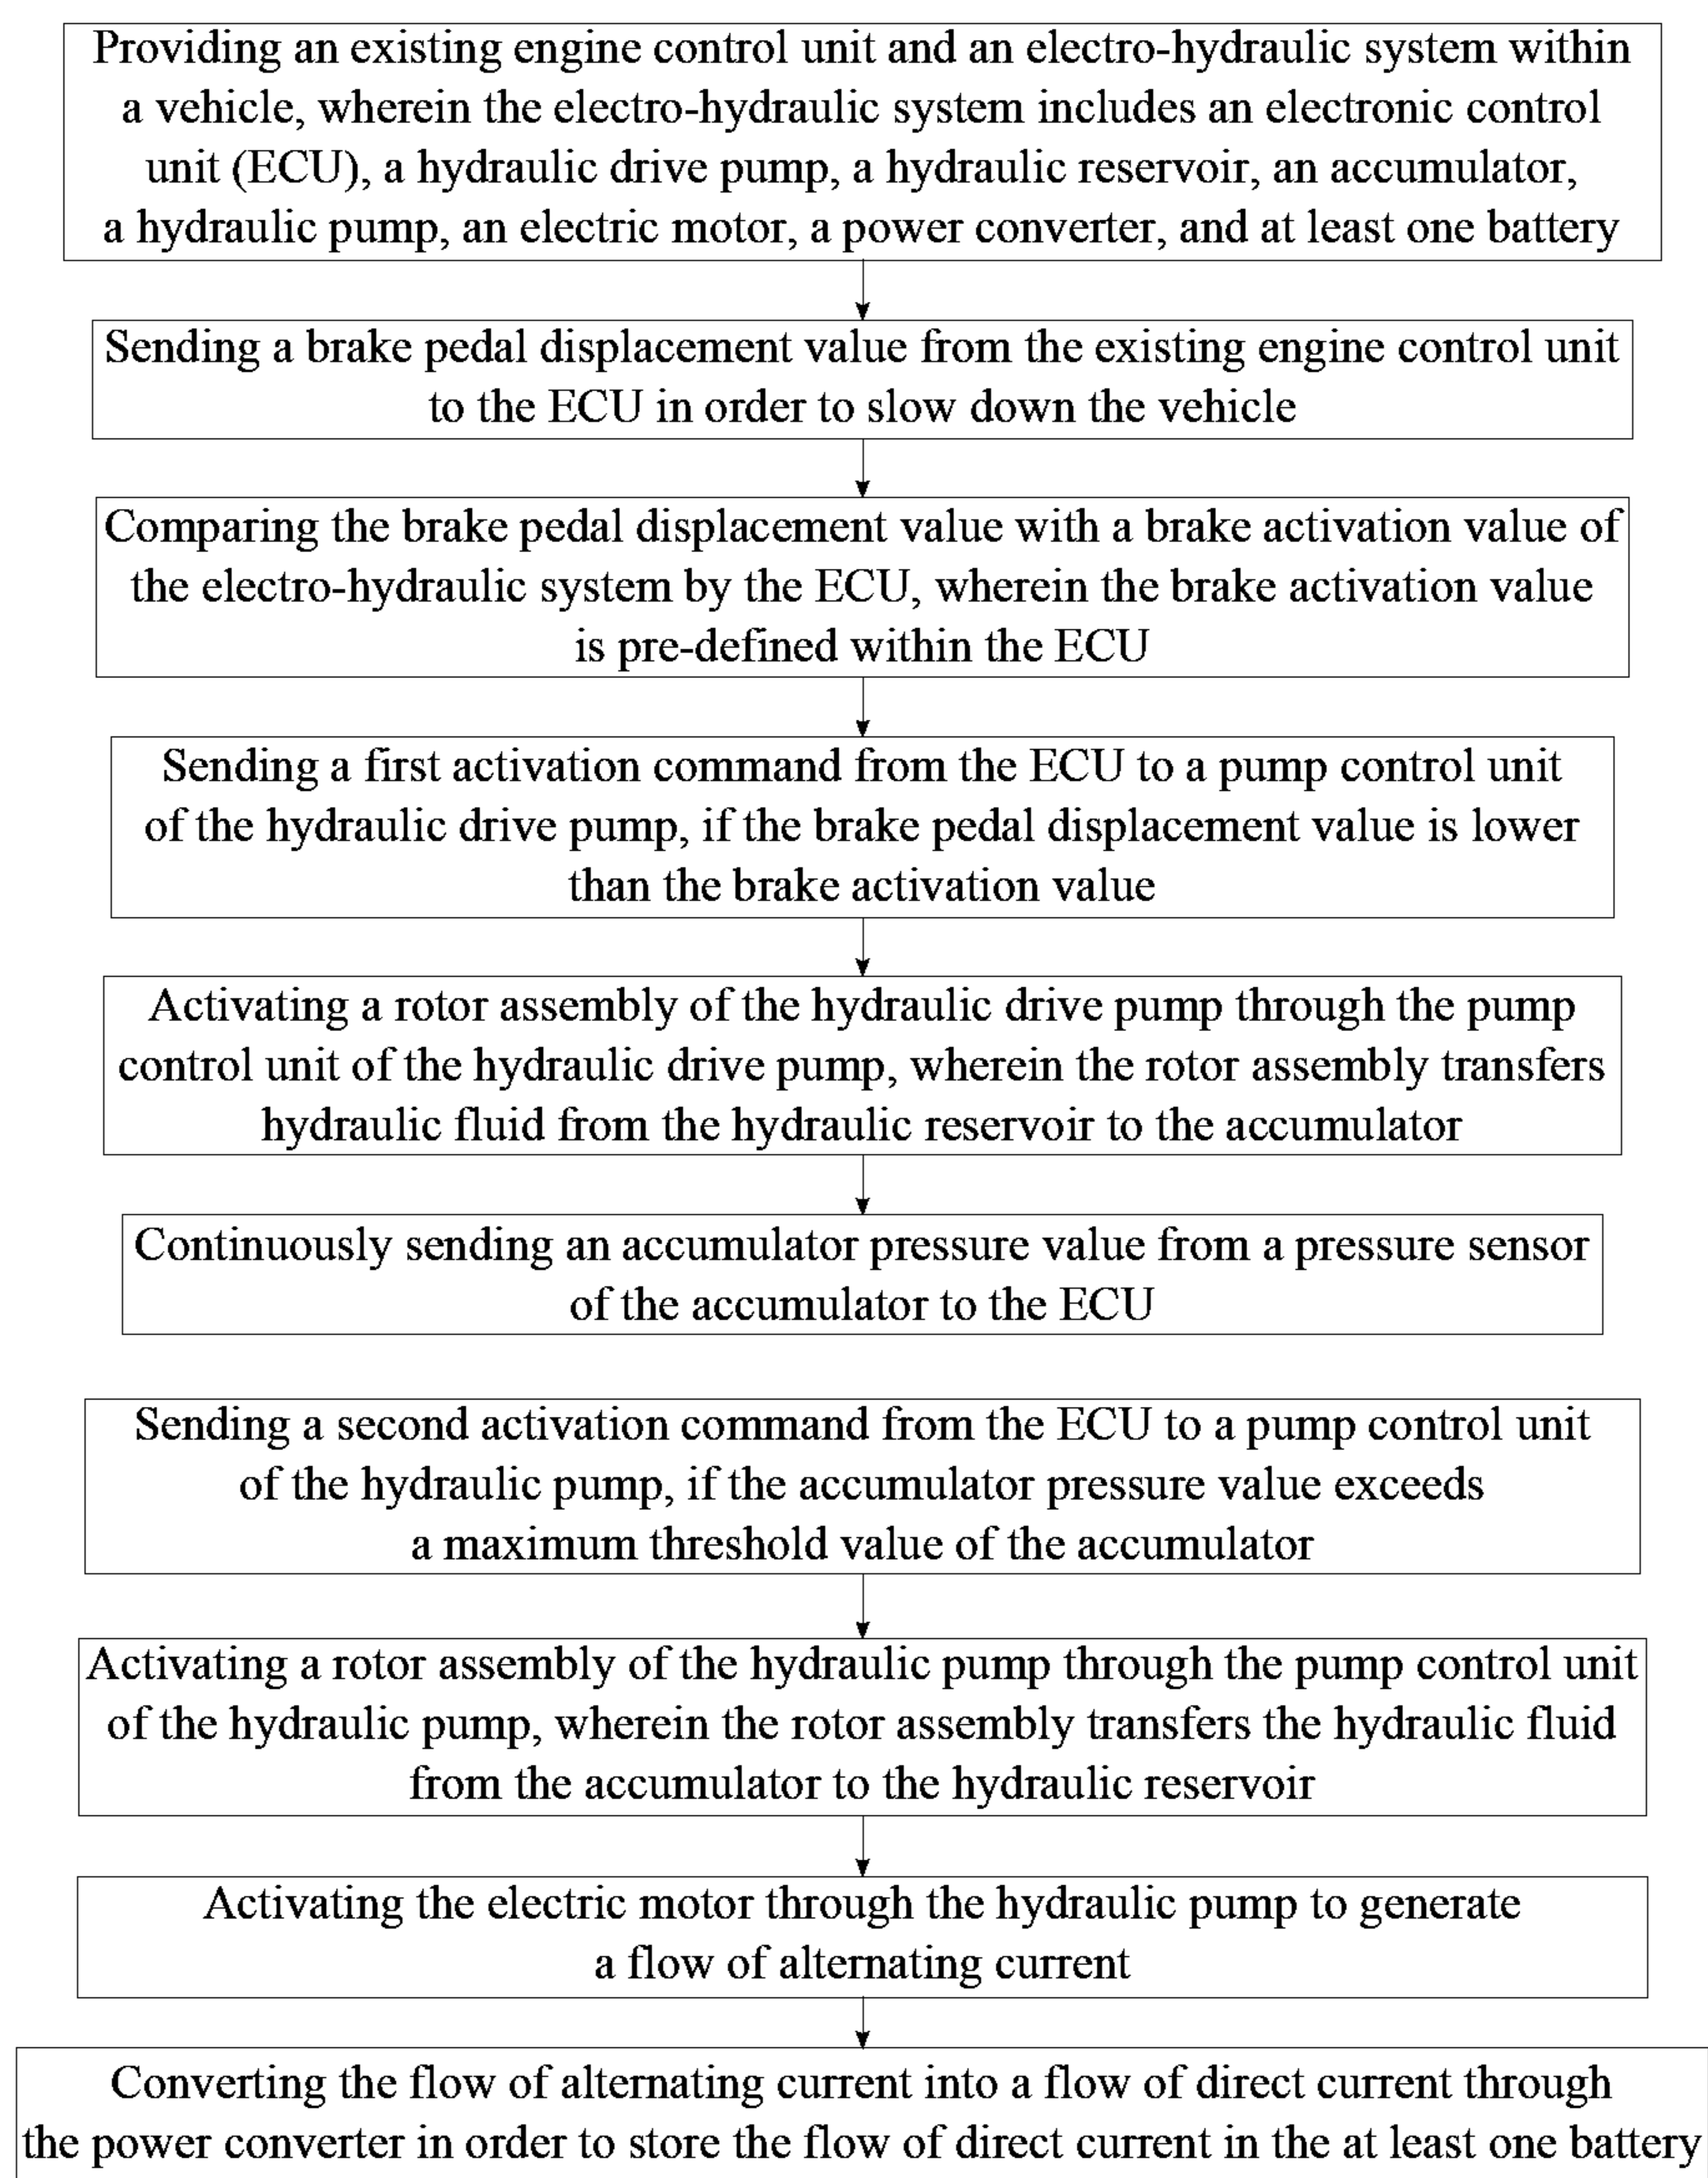 Providing an existing engine control unit and an electro-hydraulic system within
a vehicle, wherein the electro-hydraulic system includes an electronic control
unit (ECU), a hydraulic drive pump, a hydraulic reservoir, an accumulator,
a hydraulic pump, an electric motor, a power converter, and at least one battery
Sending a brake pedal displacement value from the existing engine control unit
to the ECU in order to slow down the vehicle
Comparing the brake pedal displacement value with a brake activation value of
the electro-hydraulic system by the ECU, wherein the brake activation value
is pre-defined within the ECU
Sending a first activation command from the ECU to a pump control unit
of the hydraulic drive pump, if the brake pedal displacement value is lower
than the brake activation value
Activating a rotor assembly of the hydraulic drive pump through the pump
control unit of the hydraulic drive pump, wherein the rotor assembly transfers
hydraulic fluid from the hydraulic reservoir to the accumulator
Continuously sending an accumulator pressure value from a pressure sensor
of the accumulator to the ECU
Sending a second activation command from the ECU to a pump control unit
of the hydraulic pump, if the accumulator pressure value exceeds
a maximum threshold value of the accumulator
Activating a rotor assembly of the hydraulic pump through the pump control unit
of the hydraulic pump, wherein the rotor assembly transfers the hydraulic fluid
from the accumulator to the hydraulic reservoir
Activating the electric motor through the hydraulic pump to generate
a flow of alternating current
Converting the flow of alternating current into a flow of direct current through
the power converter in order to store the flow of direct current in the at least one battery